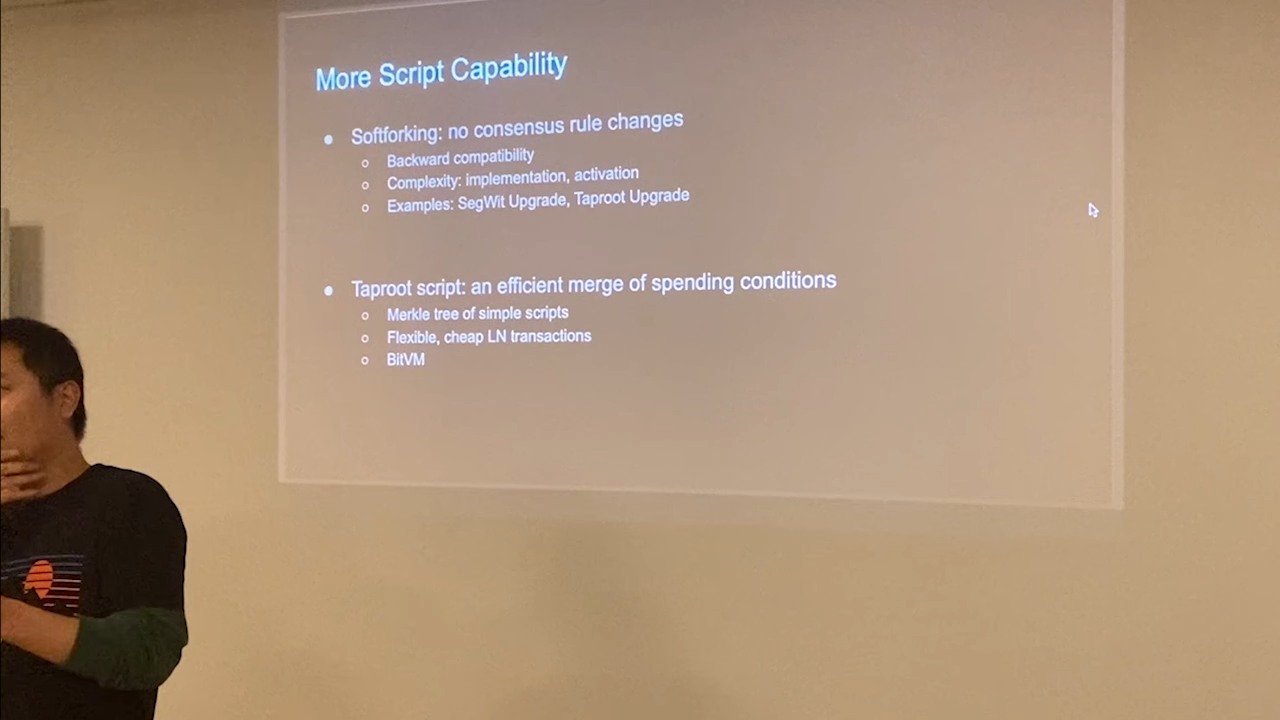 More Script Capability
● Softforking: no consensus rule changes
○ Backward compatibility
○ Complexity: implementation, activation
○ Examples: SegWit Upgrade, Taproot Upgrade
● Taproot script: an efficient merge of spending conditions
○ Merkle tree of simple scripts
○ Flexible, cheap LN transactions
○ BitVM